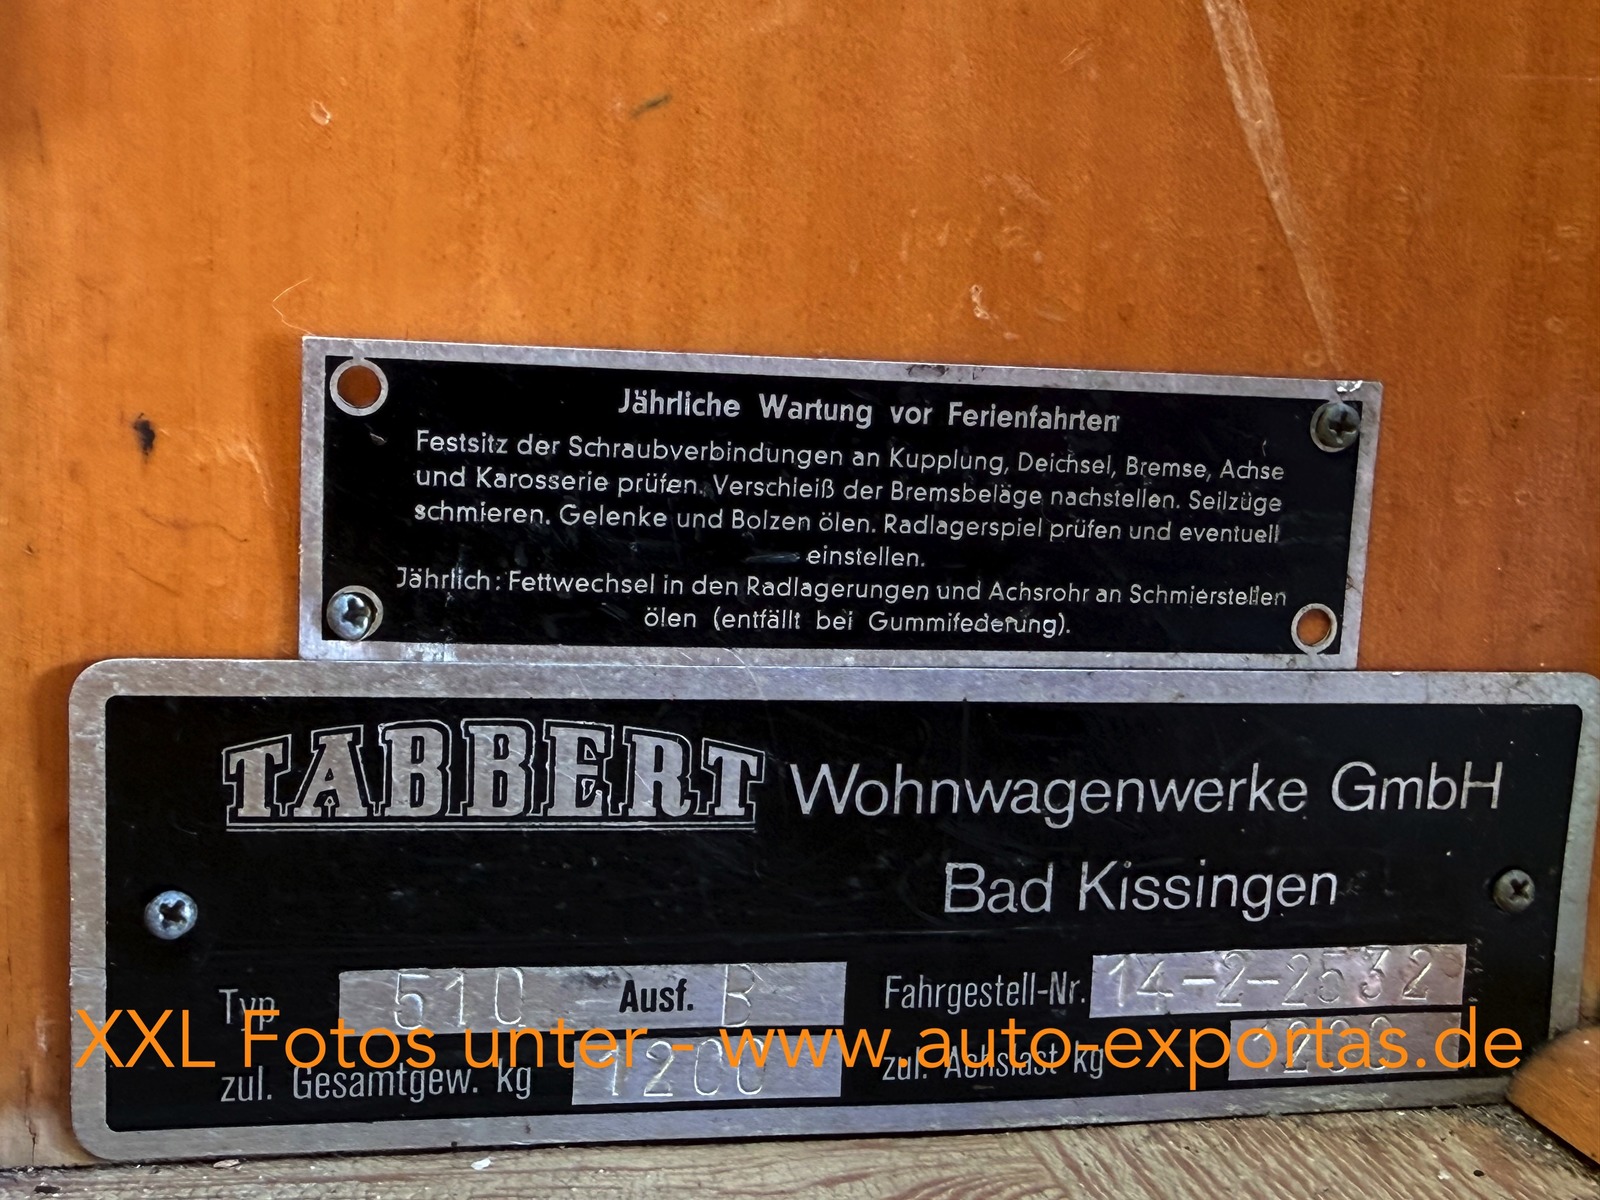 Jährliche Wartung vor Ferienfahrten
Festsitz der Schraubverbindungen an Kupplung, Deichsel, Bremse, Achse
und Karosserie prüfen. Verschleiß der Bremsbeläge nachstellen. Seilzüge
schmieren. Gelenke und Bolzen ölen. Radlagerspiel prüfen und eventuell
einstellen.
Jährlich: Fettwechsel in den Radlagerungen und Achsrohr an Schmierstellen
ölen (entfällt bei Gummifederung).
TABBERT Wohnwagenwerke GmbH
Bad Kissingen
Typ 510 Ausf. B Fahrgestell-Nr. 14-2-2532
XXL Fotos unter - www.auto-exportas.de
zul. Gesamtgew. kg 1200 zul. Achslast kg 1200